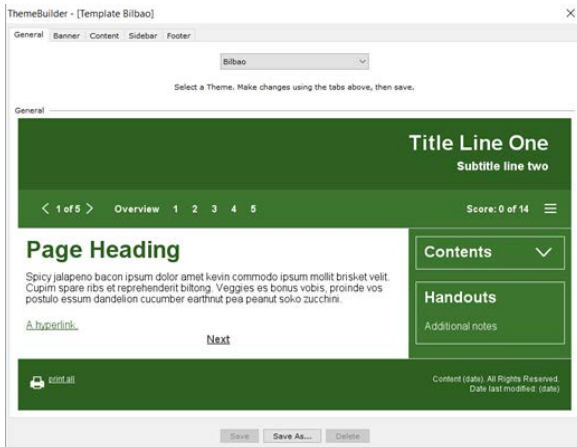 ThemeBuilder - [Template Bilbao]
General Banner Content Sidebar Footer
Bilbao
Select a Theme. Make changes using the tabs above, then save.
General
Title Line One
Subtitle line two
1 of 5 Overview 1 2 3 4 5 Score: 0 of 14
Page Heading
Spicy jalapeno bacon ipsum dolor amet kevin commodo ipsum mollit brisket velit.
Cupim spare ribs et reprehenderit biltong. Veggies es bonus vobis, proinde vos
postulo essum dandelion cucumber earthnut pea peanut soko zucchini.
A hyperlink.
Next
Contents
Handouts
Additional notes
print all
Content (date). All Rights Reserved.
Date last modified: (date)
Save Save As... Delete